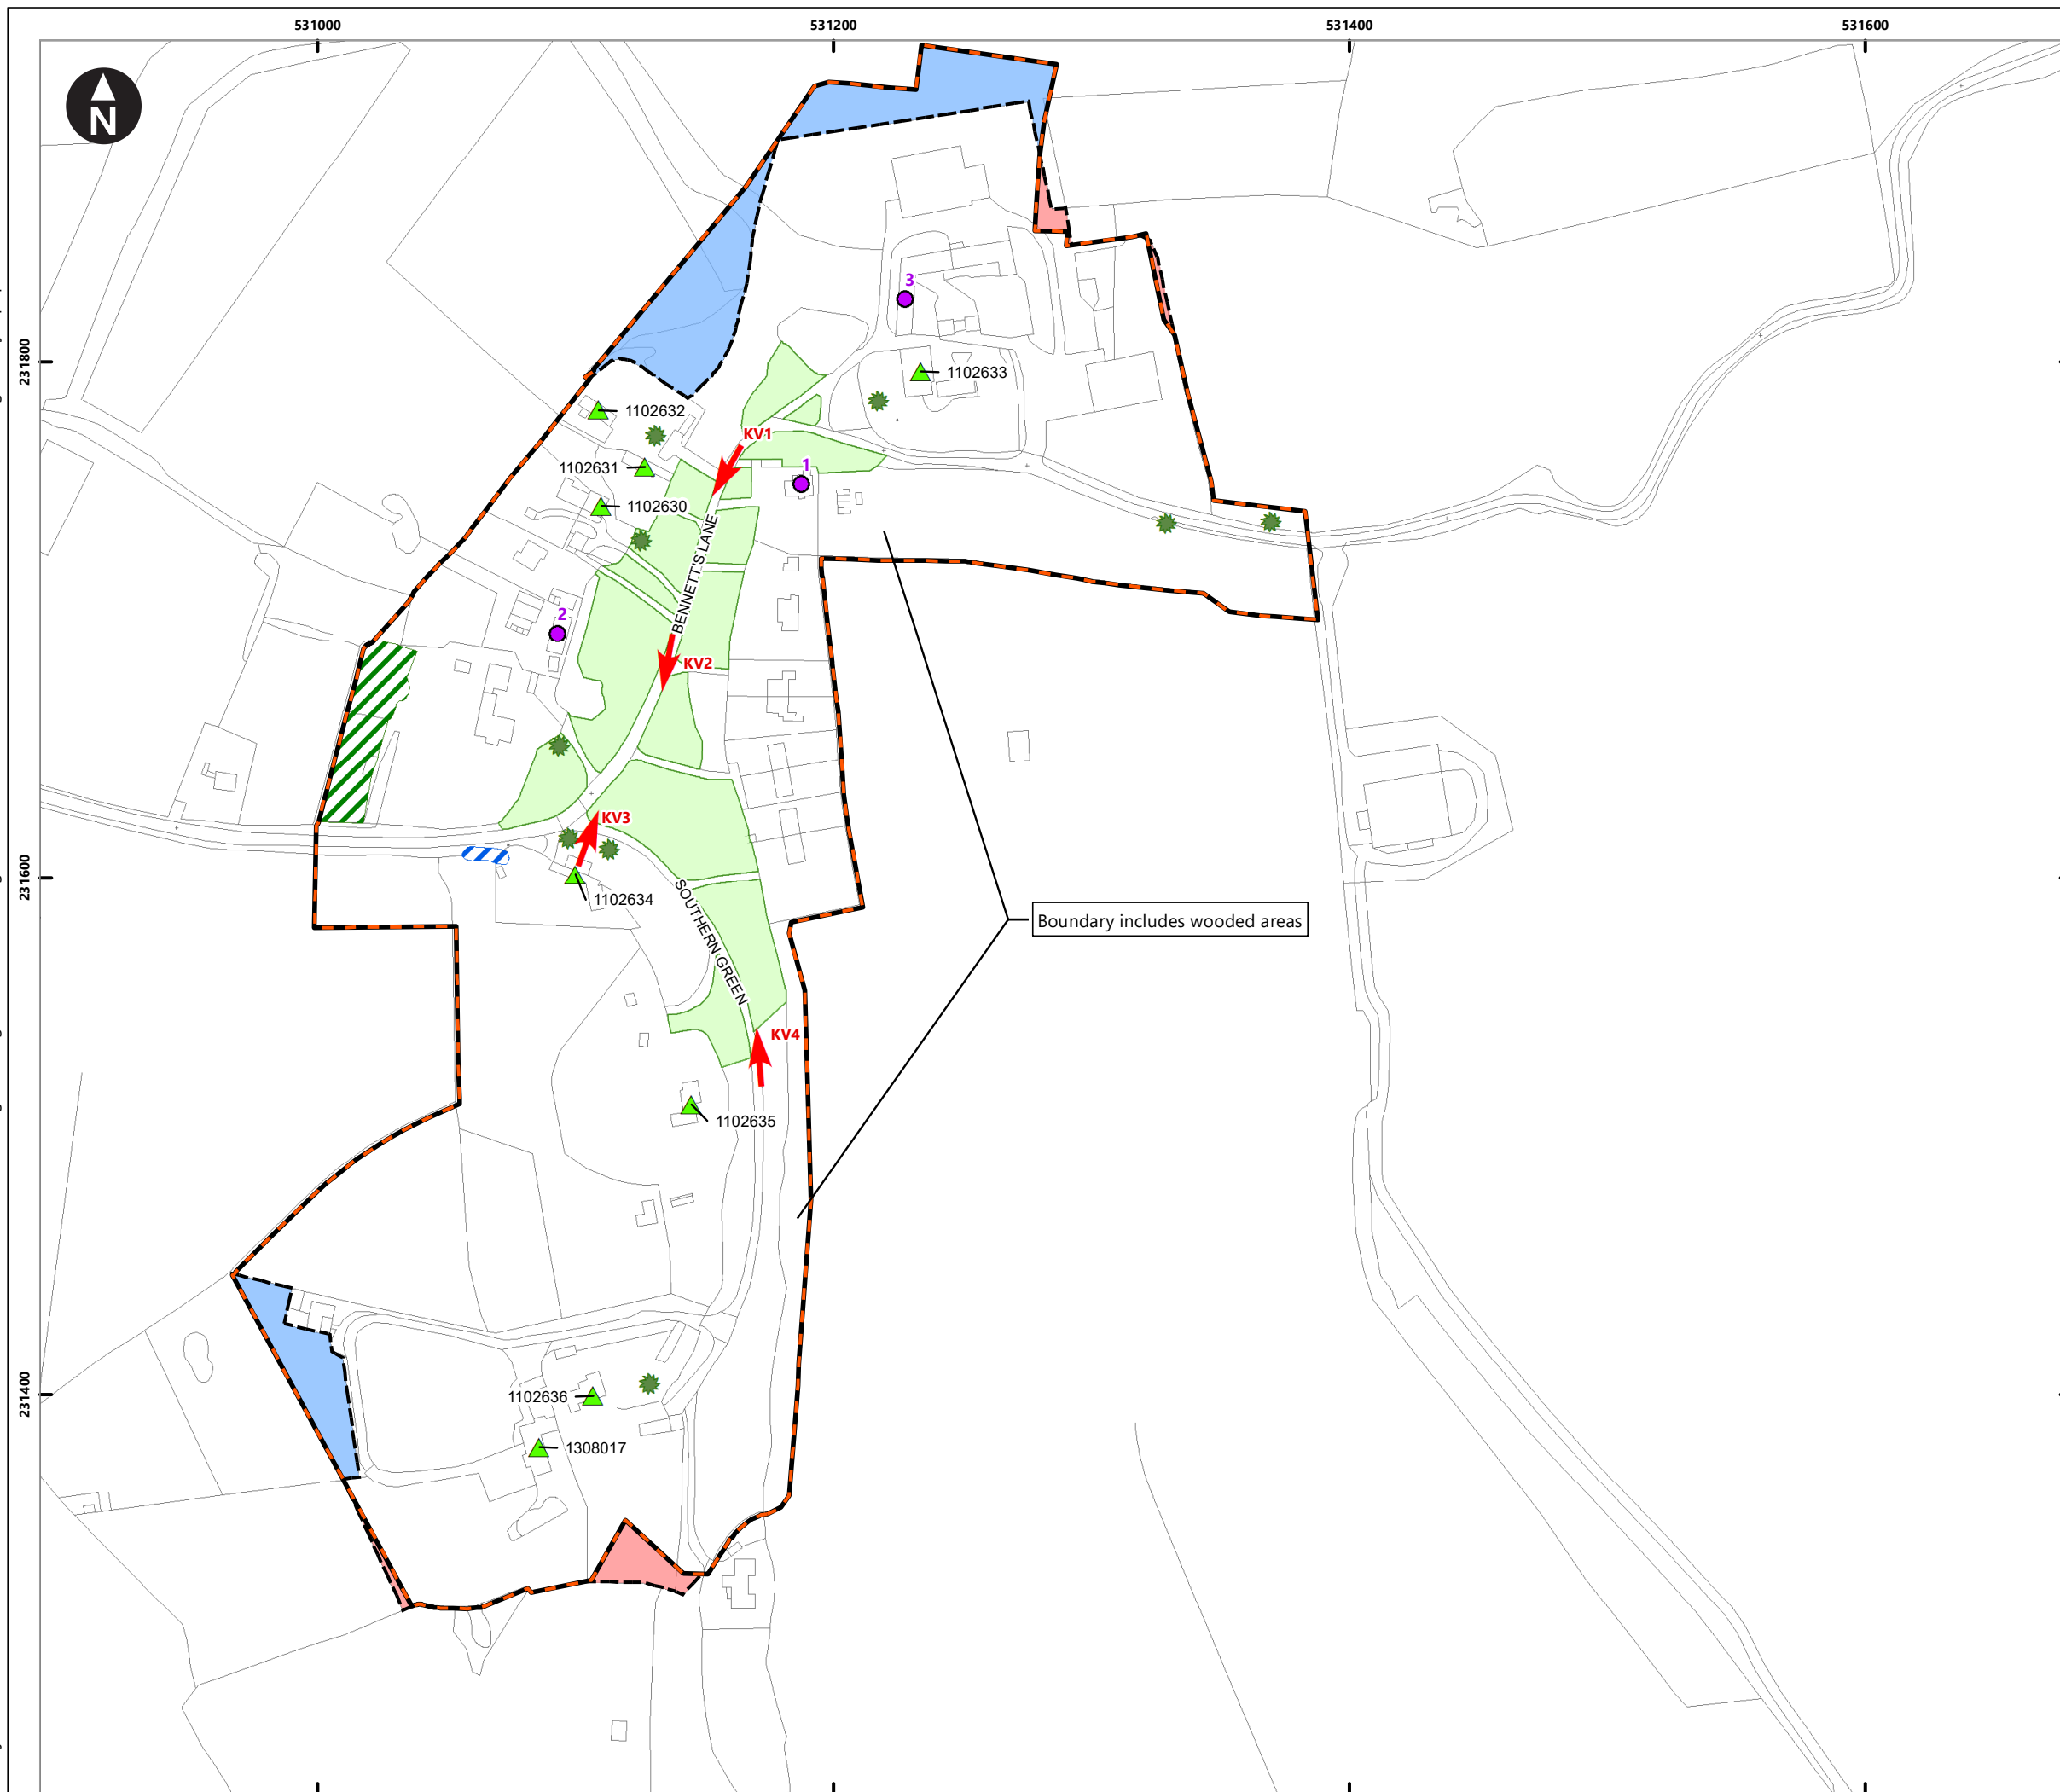 531000
531200
531400
531600
N
231800
3
1102633
1102632
KV1
1102631
1
1102630
BENNETT'S LANE
2
KV2
KV3
231600
1102634
SOUTHERN GREEN
Boundary includes wooded areas
KV4
1102635
231400
1102636
1308017